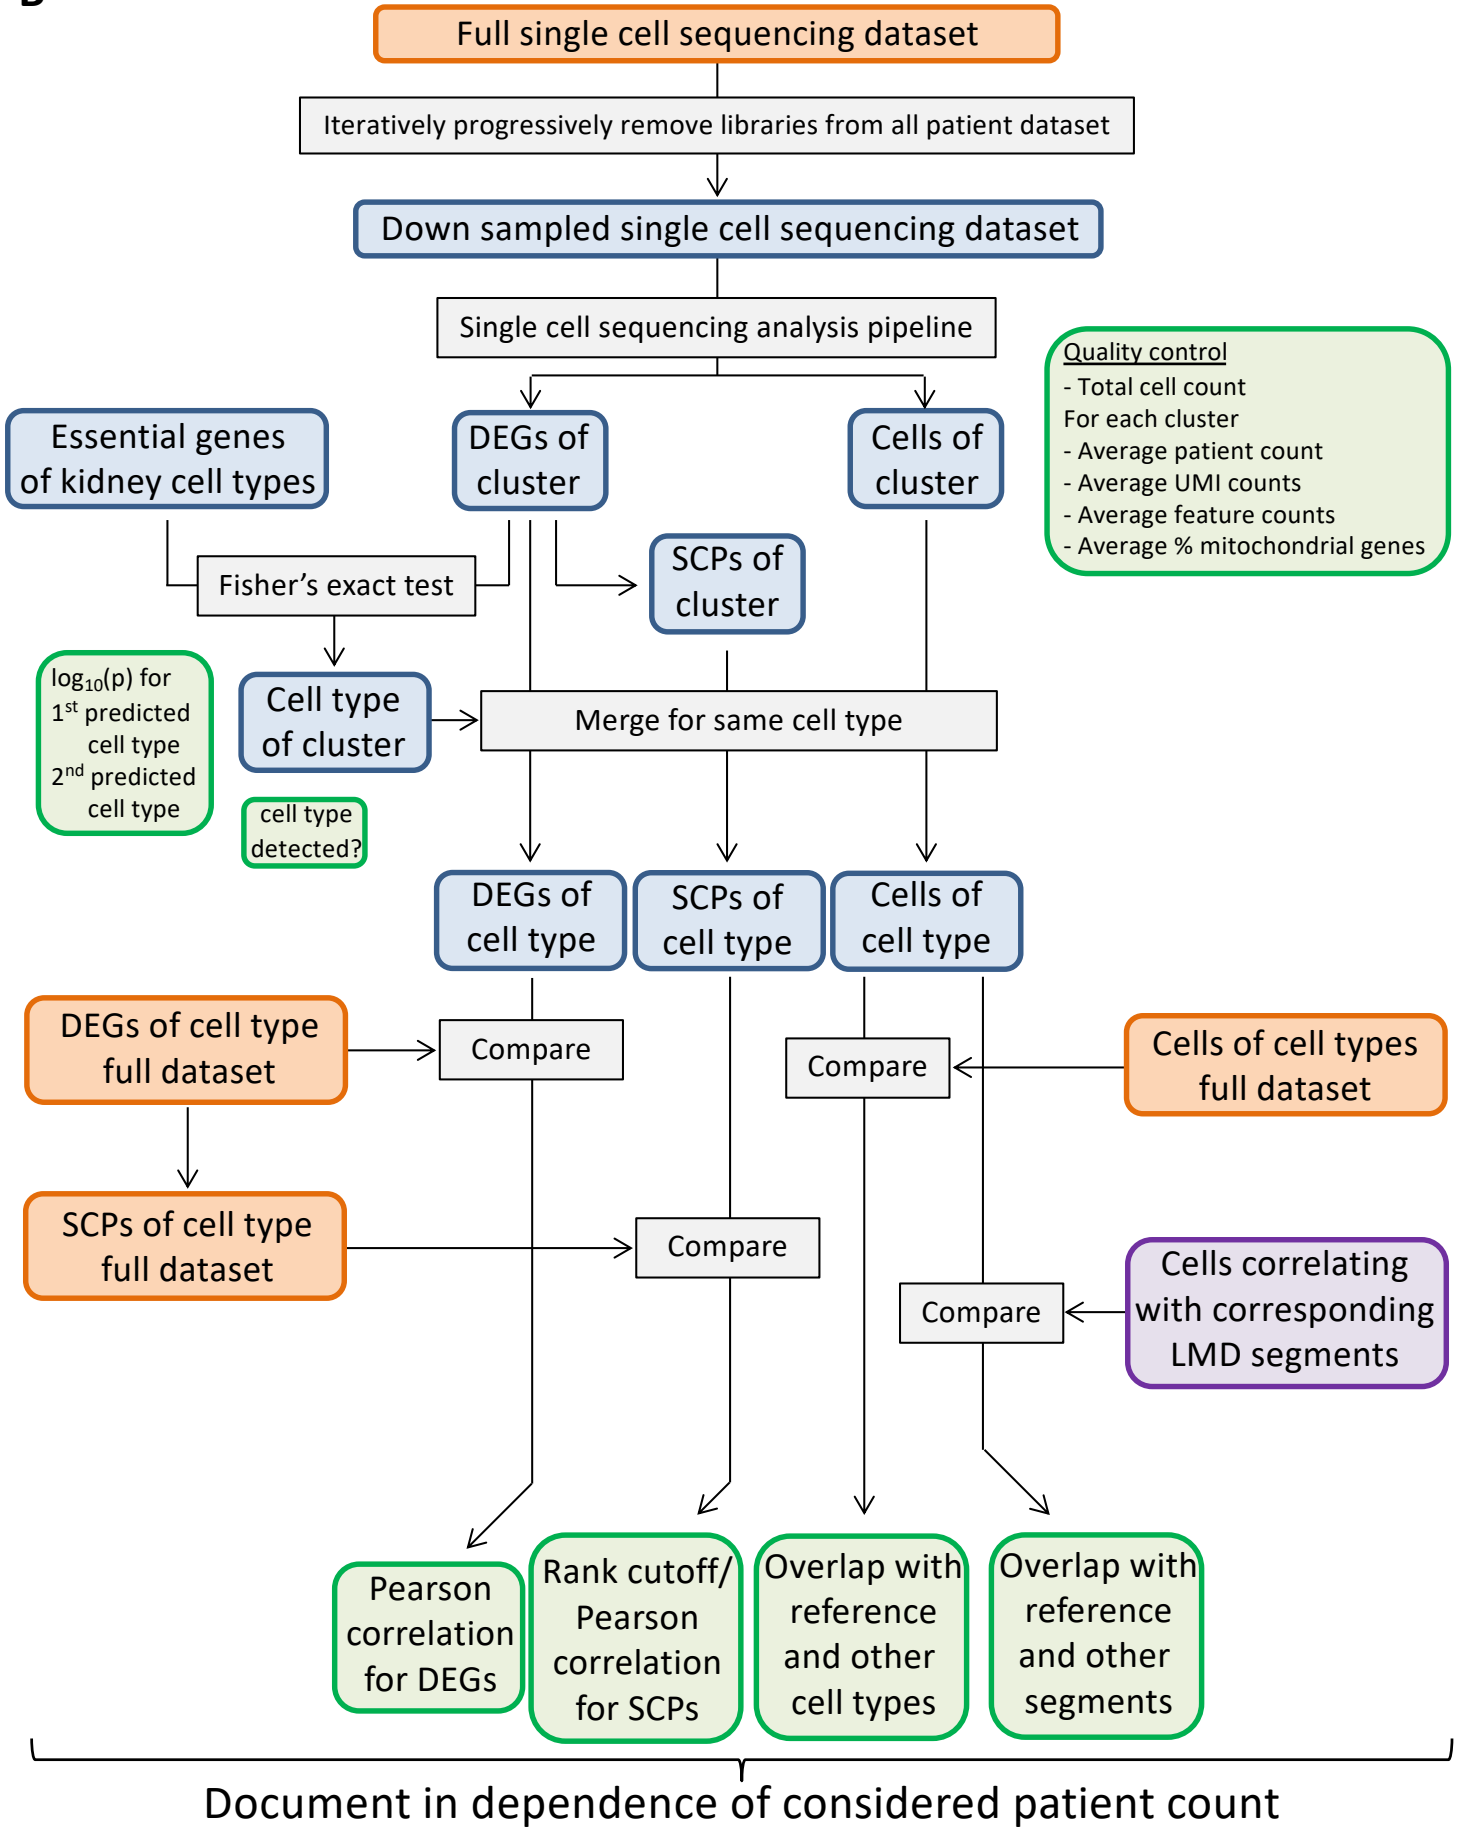 Full single cell sequencing dataset
Iteratively progressively remove libraries from all patient dataset
Down sampled single cell sequencing dataset
Single cell sequencing analysis pipeline
Quality control
- Total cell count
For each cluster
- Average patient count
- Average UMI counts
- Average feature counts
- Average % mitochondrial genes
Essential genes
of kidney cell types
DEGs of
cluster
Cells of
cluster
SCPs of
cluster
Fisher’s exact test
log10(p) for
1st predicted
cell type
2nd predicted
cell type
Cell type
of cluster
Merge for same cell type
cell type
detected?
DEGs of
cell type
SCPs of
cell type
Cells of
cell type
DEGs of cell type
full dataset
Compare
Compare
Cells of cell types
full dataset
SCPs of cell type
full dataset
Compare
Compare
Cells correlating
with corresponding
LMD segments
Pearson
correlation
for DEGs
Rank cutoff/
Pearson
correlation
for SCPs
Overlap with
reference
and other
cell types
Overlap with
reference
and other
segments
Document in dependence of considered patient count